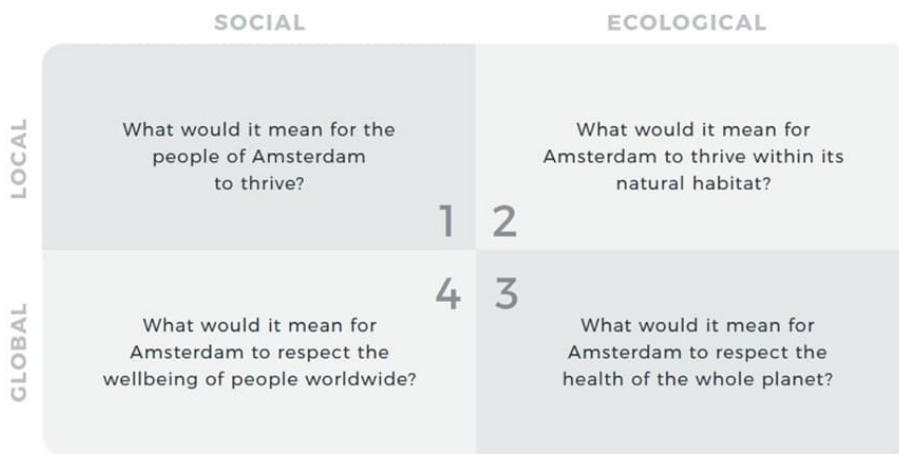 SOCIAL
ECOLOGICAL
LOCAL
What would it mean for the
people of Amsterdam
to thrive?
1
What would it mean for
Amsterdam to thrive within its
natural habitat?
2
GLOBAL
4
What would it mean for
Amsterdam to respect the
wellbeing of people worldwide?
3
What would it mean for
Amsterdam to respect the
health of the whole planet?